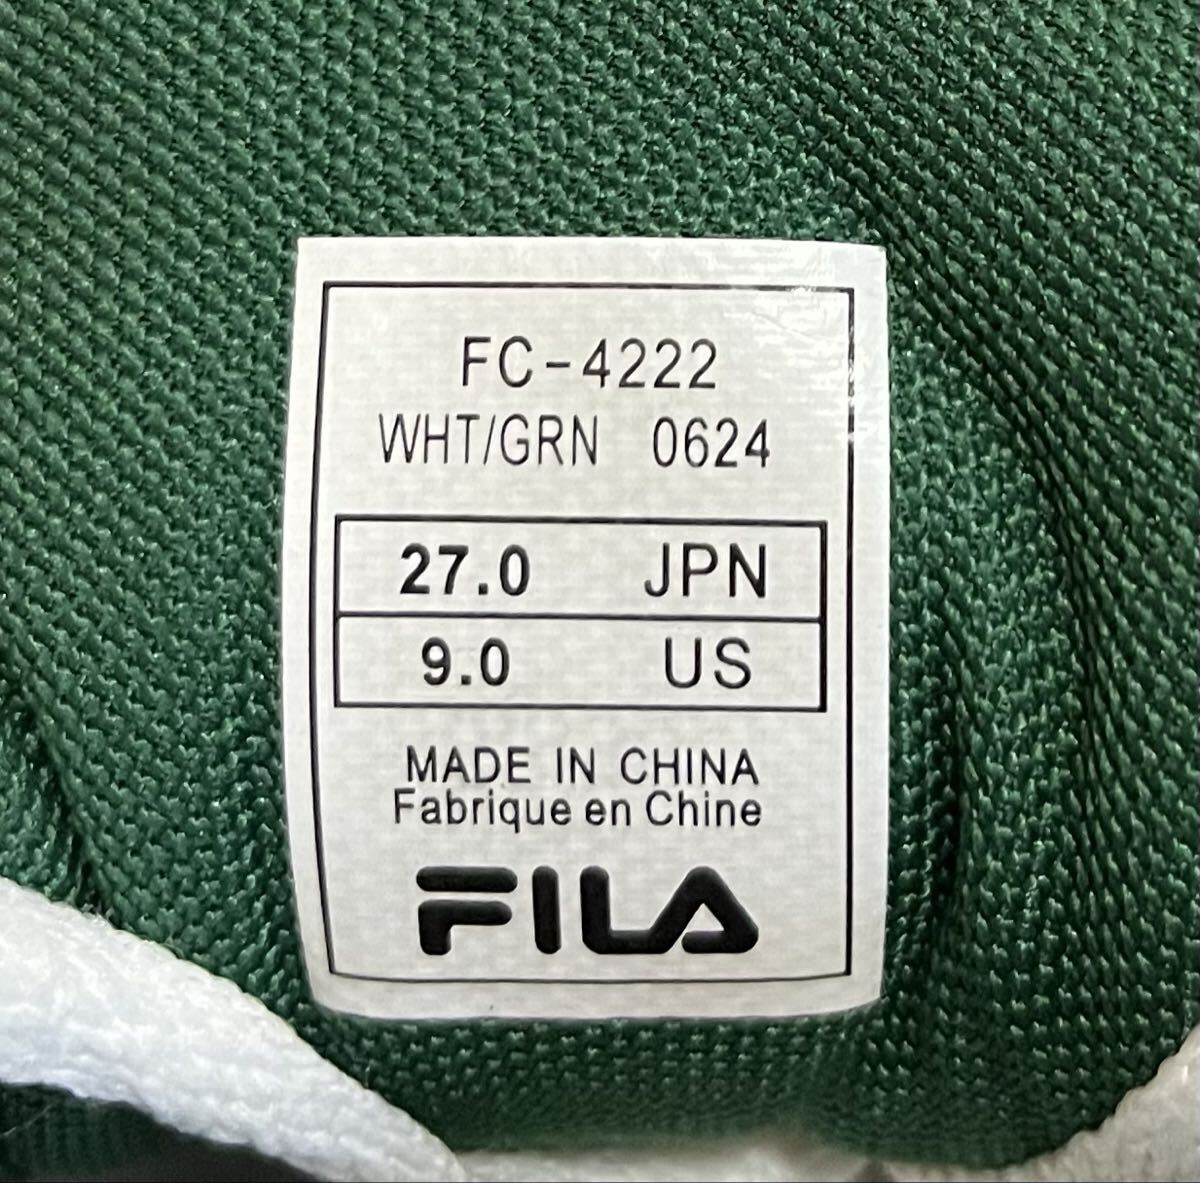 FC-4222
WHT/GRN 0624
27.0 JPN
9.0 US
MADE IN CHINA
Fabrique en Chine
FILA